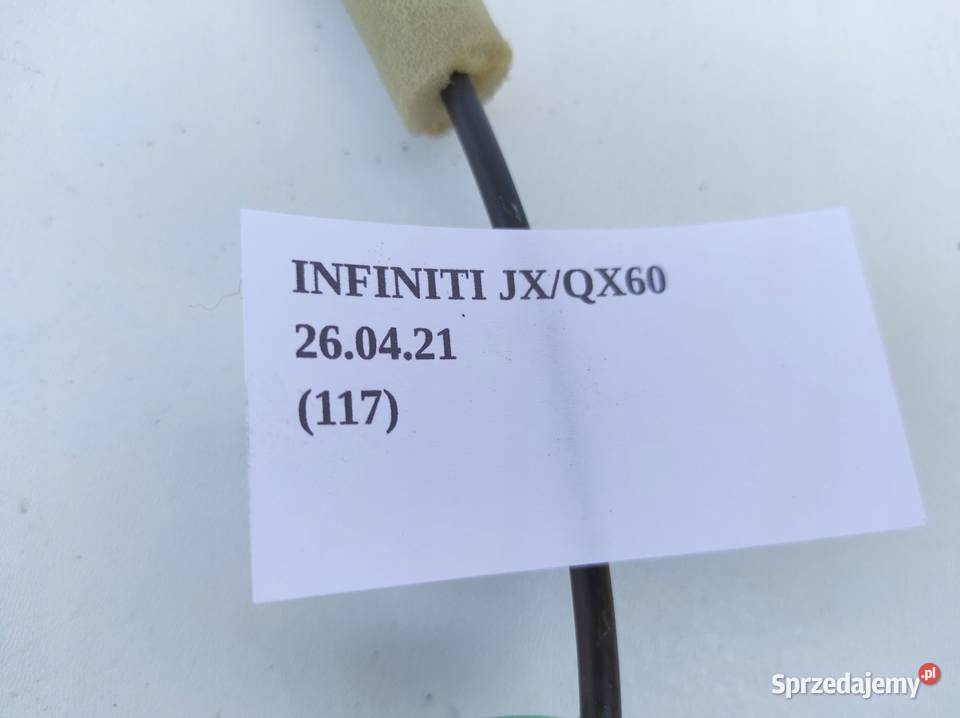 INFINITI JX/QX60
26.04.21
(117)
Sprzedajemy.pl